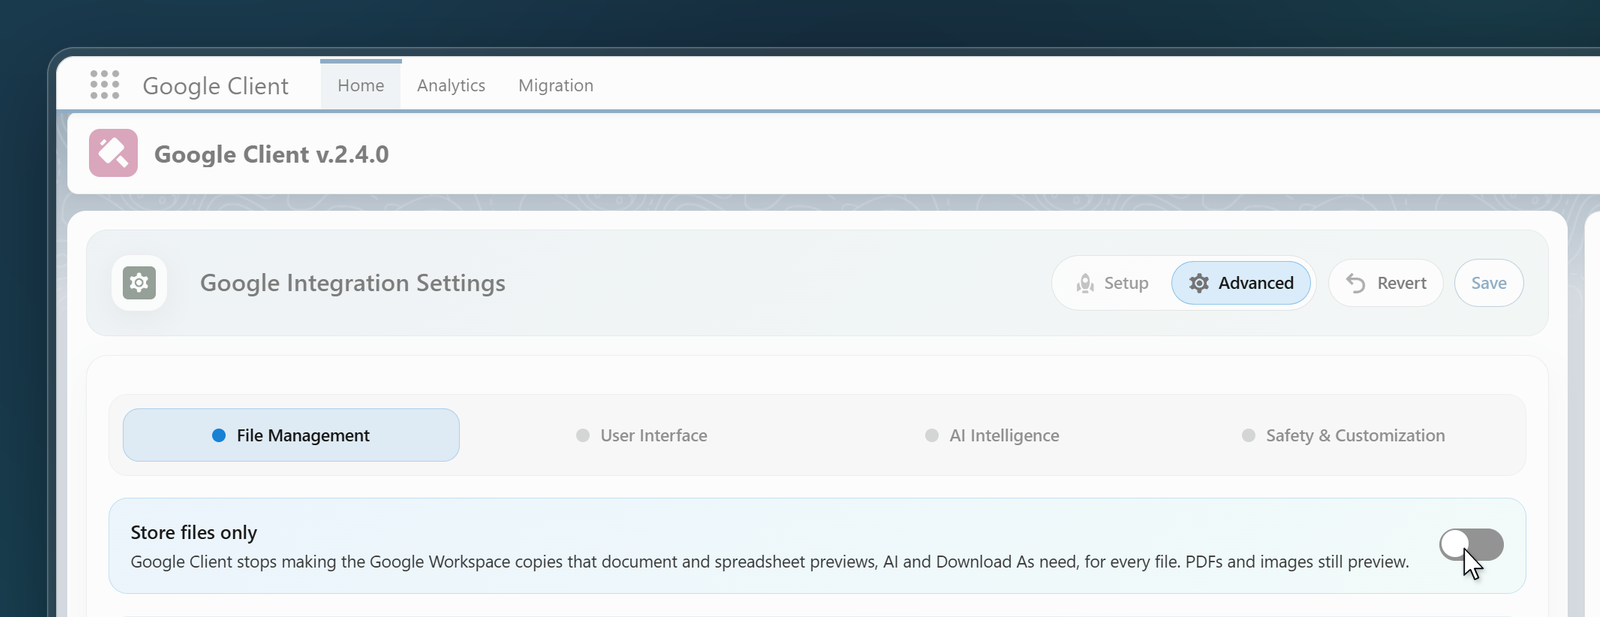 Google Client
Home
Analytics
Migration
Google Client v.2.4.0
Google Integration Settings
Setup
Advanced
Revert
Save
File Management
User Interface
AI Intelligence
Safety & Customization
Store files only
Google Client stops making the Google Workspace copies that document and spreadsheet previews, AI and Download As need, for every file. PDFs and images still preview.